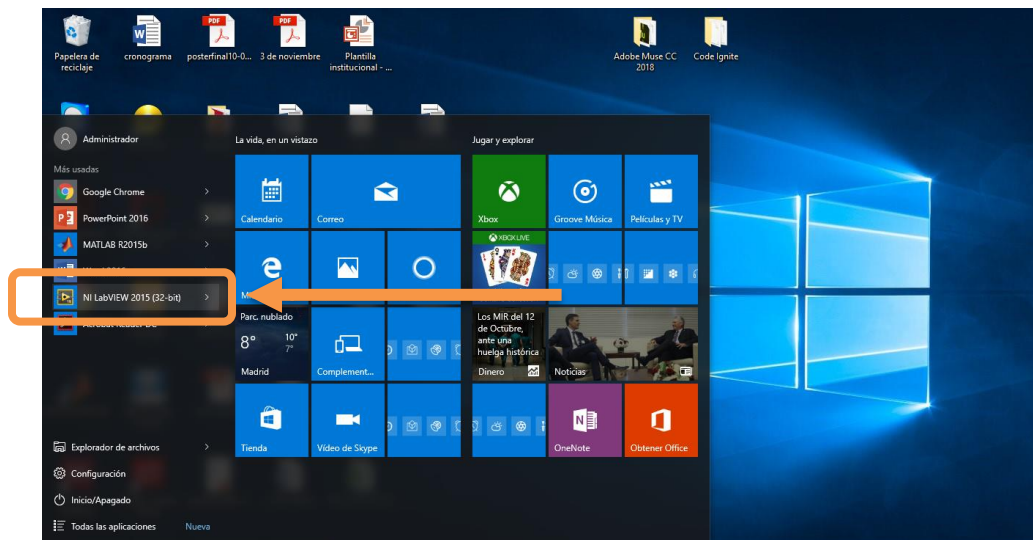 Papelera de
reciclaje
cronograma
posterfinal10-0...
3 de noviembre
Plantilla
institucional - ...
Adobe Muse CC
2018
Code Ignite
Administrador
Más usadas
Google Chrome
PowerPoint 2016
MATLAB R2015b
NI LabVIEW 2015 (32-bit)
Explorador de archivos
Configuración
Inicio/Apagado
Todas las aplicaciones
Nueva
La vida, en un vistazo
Calendario
Correo
Parc. nublado
8° 10°
7°
Madrid
Complement...
Tienda
Vídeo de Skype
Jugar y explorar
Xbox
Groove Música
Películas y TV
XBOX LIVE
Los MIR del 12
de Octubre,
ante una
huelga histórica
Dinero
Noticias
OneNote
Obtener Office